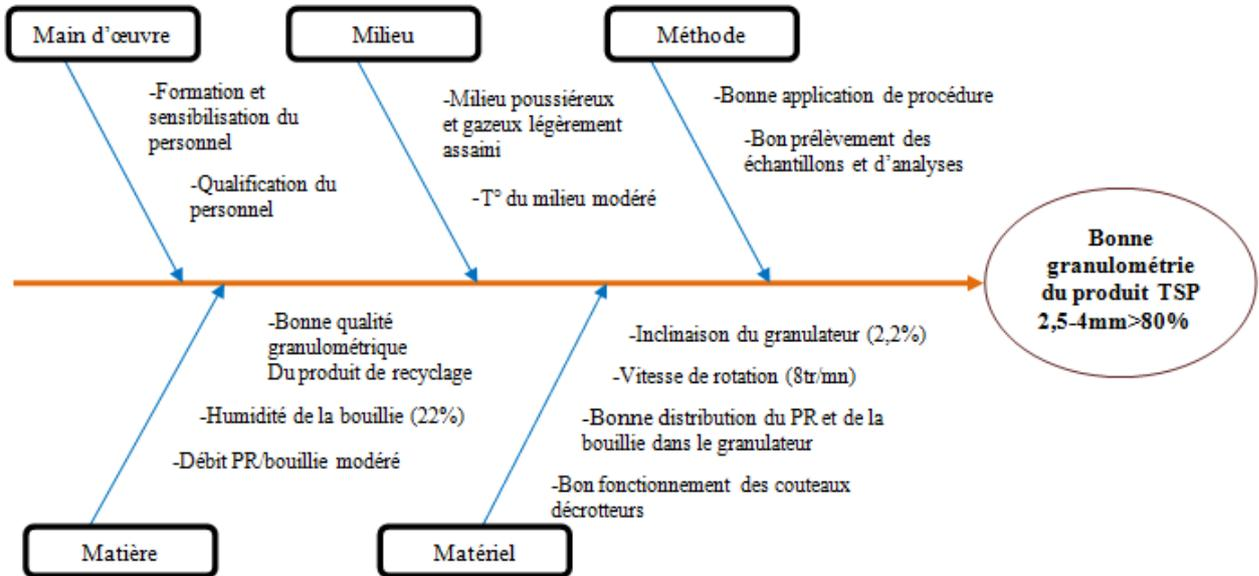 Main d'œuvre
Milieu
Méthode
-Formation et
sensibilisation du
personnel
-Qualification du
personnel
-Milieu poussiéreux
et gazeux légèrement
assaini
-T° du milieu modéré
-Bonne application de procédure
-Bon prélèvement des
échantillons et d'analyses
Bonne
granulométrie
du produit TSP
2,5-4mm>80%
-Bonne qualité
granulométrique
Du produit de recyclage
-Humidité de la bouillie (22%)
-Débit PR/bouillie modéré
-Inclinaison du granulateur (2,2%)
-Vitesse de rotation (8tr/mn)
-Bonne distribution du PR et de la
bouillie dans le granulateur
-Bon fonctionnement des couteaux
décrotteurs
Matière
Matériel